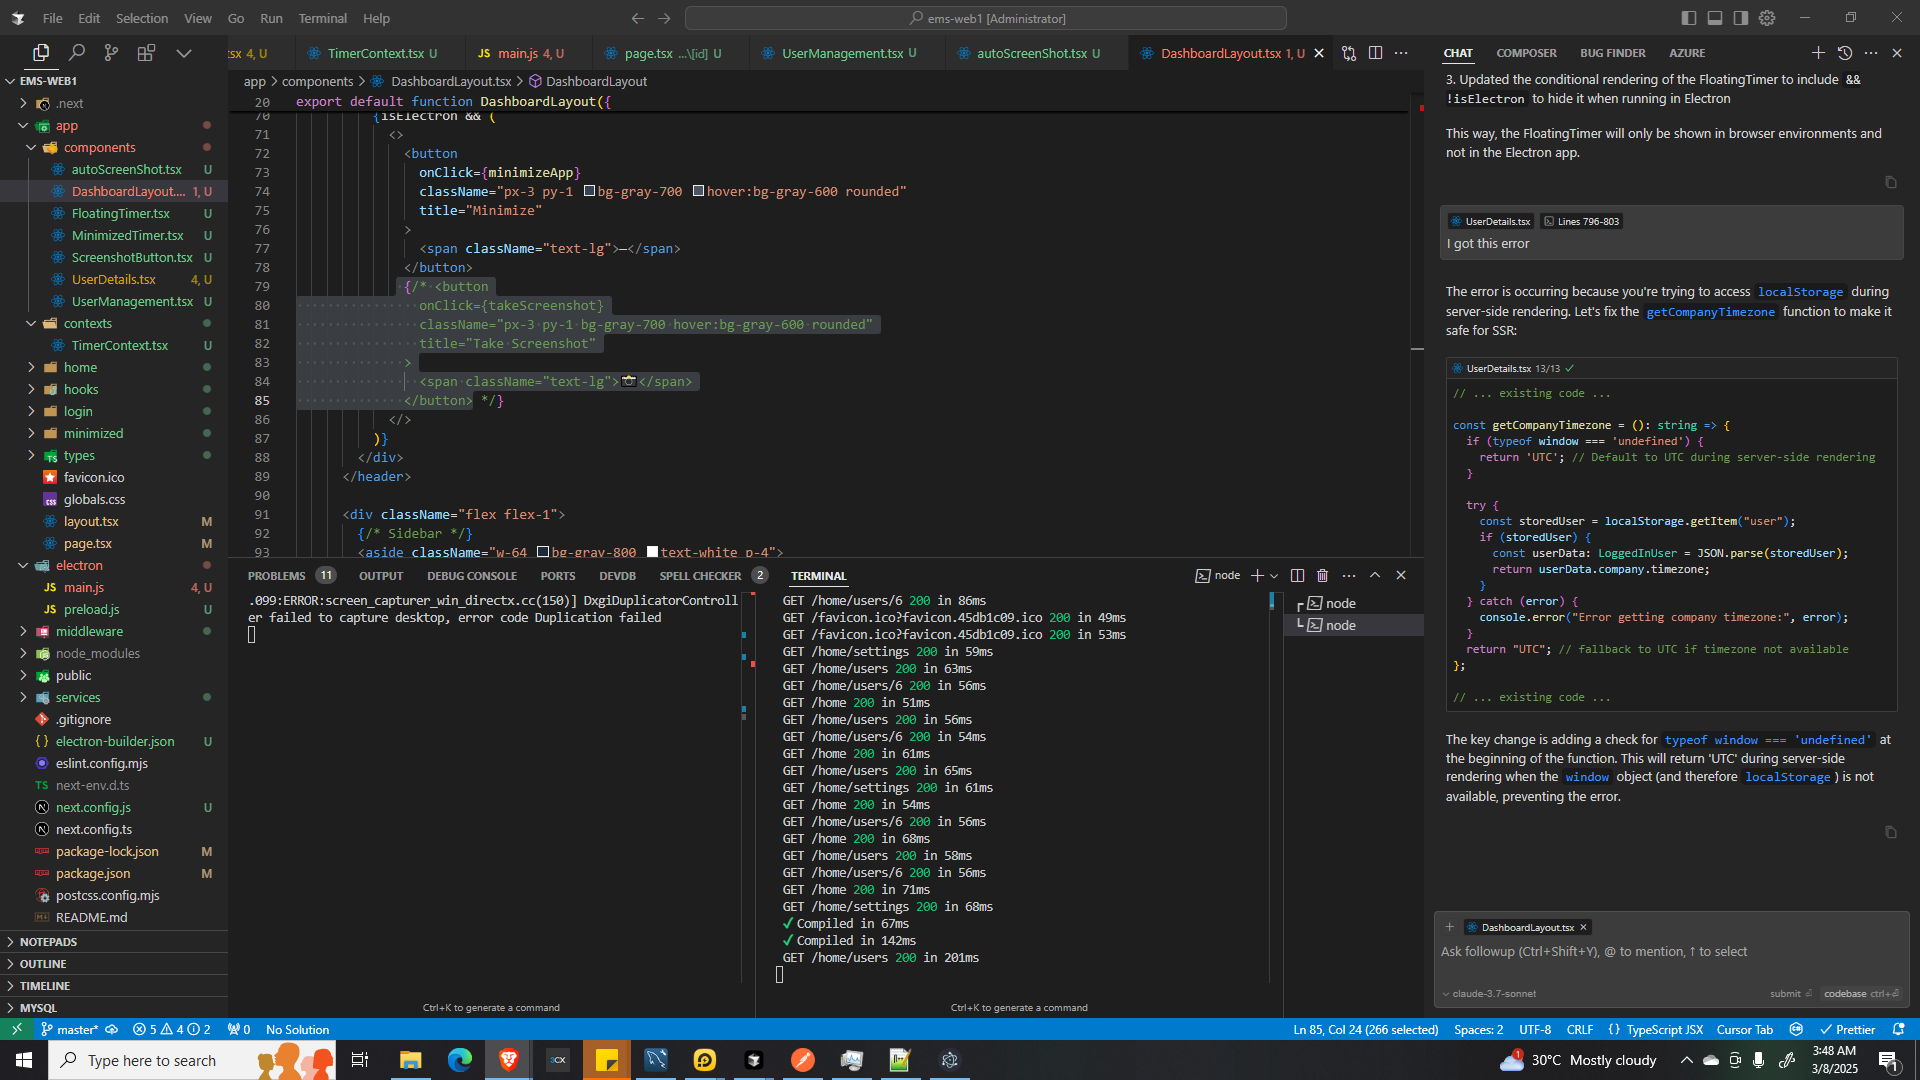 File Edit Selection View Go Run Terminal Help
ems-web1 [Administrator]
tsx 4, U
TimerContext.tsx U
JS main.js 4, U
page.tsx ...\[id] U
UserManagement.tsx U
autoScreenShot.tsx U
DashboardLayout.tsx 1, U
EMS-WEB1
.next
app
components
autoScreenShot.tsx U
DashboardLayout.... 1, U
FloatingTimer.tsx U
MinimizedTimer.tsx U
ScreenshotButton.tsx U
UserDetails.tsx 4, U
UserManagement.tsx U
contexts
TimerContext.tsx U
home
hooks
login
minimized
types
favicon.ico
globals.css
layout.tsx M
page.tsx M
electron
JS main.js 4, U
JS preload.js U
middleware
node_modules
public
services
.gitignore
electron-builder.json U
eslint.config.mjs
TS next-env.d.ts
next.config.js U
next.config.ts
package-lock.json M
package.json M
postcss.config.mjs
README.md
NOTEPADS
OUTLINE
TIMELINE
MYSQL
app > components > DashboardLayout.tsx > DashboardLayout
20 export default function DashboardLayout({
70 {isElectron && (
71 <>
72 <button
73 onClick={minimizeApp}
74 className="px-3 py-1 bg-gray-700 hover:bg-gray-600 rounded"
75 title="Minimize"
76 >
77 <span className="text-lg">—</span>
78 </button>
79 {/* <button
80 onClick={takeScreenshot}
81 className="px-3 py-1 bg-gray-700 hover:bg-gray-600 rounded"
82 title="Take Screenshot"
83 >
84 <span className="text-lg">📷</span>
85 </button> */}
86 </>
87 )}
88 </div>
89 </header>
90
91 <div className="flex flex-1">
92 {/* Sidebar */}
93 <aside className="w-64 bg-gray-800 text-white p-4">
PROBLEMS 11 OUTPUT DEBUG CONSOLE PORTS DEVDB SPELL CHECKER 2 TERMINAL
node
.099:ERROR:screen_capturer_win_directx.cc(150)] DxgiDuplicatorControll
er failed to capture desktop, error code Duplication failed
Ctrl+K to generate a command
GET /home/users/6 200 in 86ms
GET /favicon.ico?favicon.45db1c09.ico 200 in 49ms
GET /favicon.ico?favicon.45db1c09.ico 200 in 53ms
GET /home/settings 200 in 59ms
GET /home/users 200 in 63ms
GET /home/users/6 200 in 56ms
GET /home 200 in 51ms
GET /home/users 200 in 56ms
GET /home/users/6 200 in 54ms
GET /home 200 in 61ms
GET /home/users 200 in 65ms
GET /home/settings 200 in 61ms
GET /home 200 in 54ms
GET /home/users/6 200 in 56ms
GET /home 200 in 68ms
GET /home/users 200 in 58ms
GET /home/users/6 200 in 56ms
GET /home 200 in 71ms
GET /home/settings 200 in 68ms
✓ Compiled in 67ms
✓ Compiled in 142ms
GET /home/users 200 in 201ms
Ctrl+K to generate a command
node
node
CHAT COMPOSER BUG FINDER AZURE
3. Updated the conditional rendering of the FloatingTimer to include &&
!isElectron to hide it when running in Electron
This way, the FloatingTimer will only be shown in browser environments and
not in the Electron app.
UserDetails.tsx Lines 796-803
I got this error
The error is occurring because you're trying to access localStorage during
server-side rendering. Let's fix the getCompanyTimezone function to make it
safe for SSR:
UserDetails.tsx 13/13 ✓
// ... existing code ...
const getCompanyTimezone = (): string => {
if (typeof window === 'undefined') {
return 'UTC'; // Default to UTC during server-side rendering
}
try {
const storedUser = localStorage.getItem("user");
if (storedUser) {
const userData: LoggedInUser = JSON.parse(storedUser);
return userData.company.timezone;
}
} catch (error) {
console.error("Error getting company timezone:", error);
}
return "UTC"; // fallback to UTC if timezone not available
};
// ... existing code ...
The key change is adding a check for typeof window === 'undefined' at
the beginning of the function. This will return 'UTC' during server-side
rendering when the window object (and therefore localStorage ) is not
available, preventing the error.
DashboardLayout.tsx
Ask followup (Ctrl+Shift+Y), @ to mention, ↑ to select
claude-3.7-sonnet
submit
codebase ctrl+
master* 5 4 2 0 No Solution
Ln 85, Col 24 (266 selected) Spaces: 2 UTF-8 CRLF {} TypeScript JSX Cursor Tab Prettier
Type here to search
30°C Mostly cloudy
3:48 AM
3/8/2025